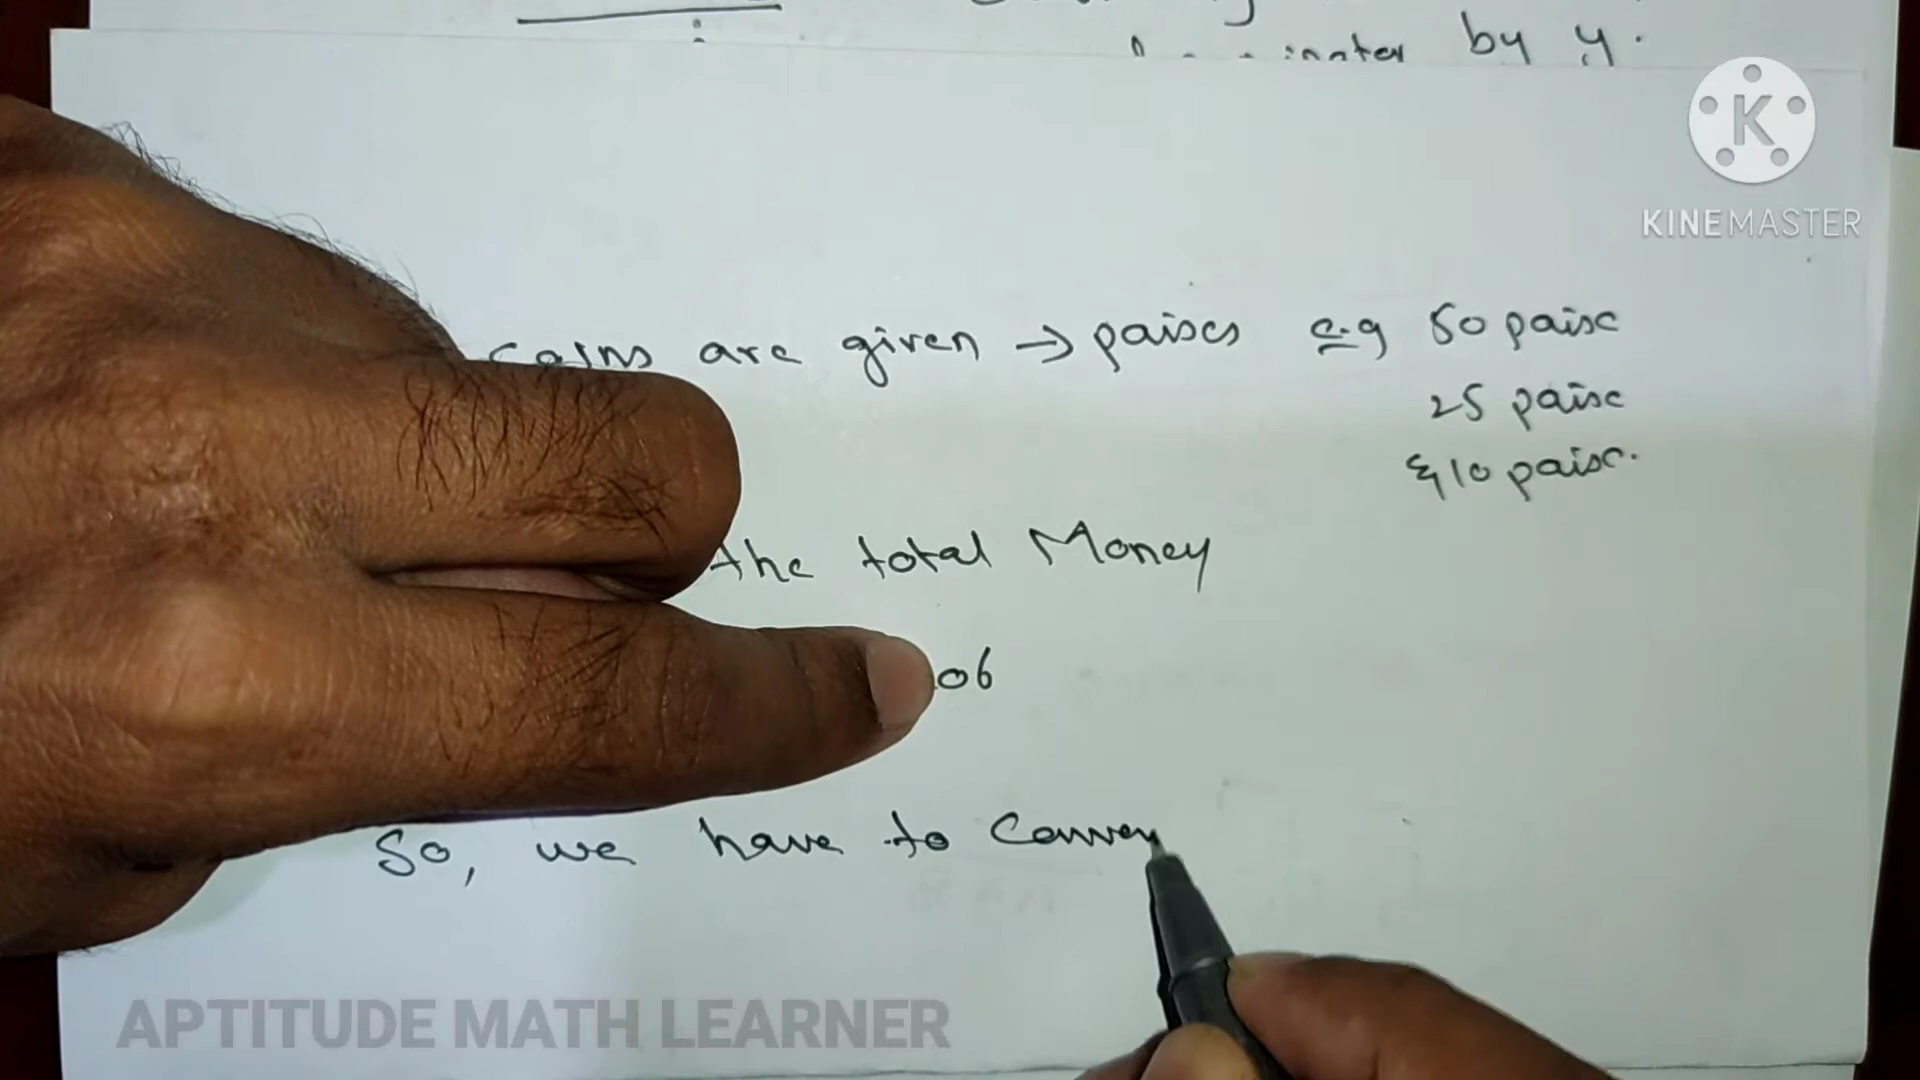 by y.
KINEMASTER
coins are given → paises e.g 50 paise
25 paise
& 10 paise.
the total Money
06
So, we have to Conver
APTITUDE MATH LEARNER